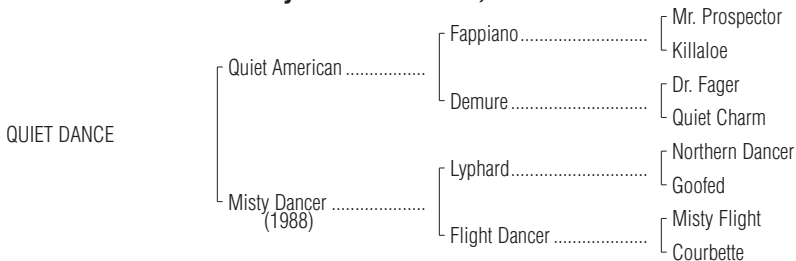 Mr. Prospector
Fappiano
Killaloe
Quiet American
Dr. Fager
Demure
Quiet Charm
QUIET DANCE
Northern Dancer
Lyphard
Goofed
Misty Dancer
(1988)
Misty Flight
Flight Dancer
Courbette